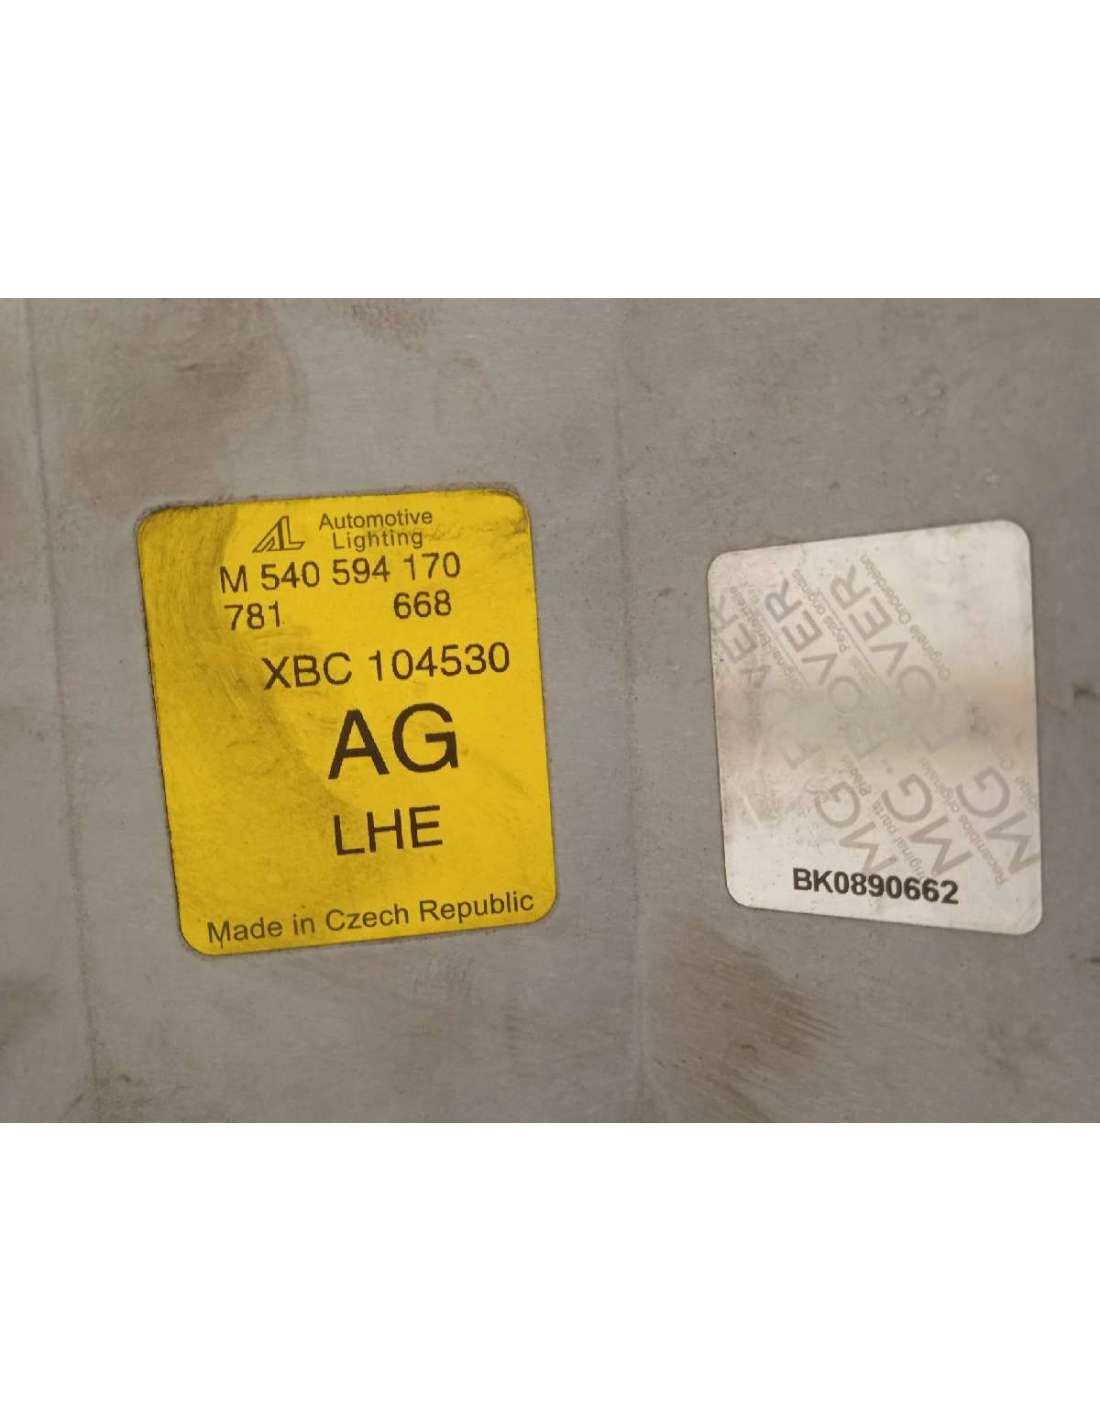 AL Automotive
Lighting
M 540 594 170
781 668
XBC 104530
AG
LHE
Made in Czech Republic
MG ROVER
MG ROVER
MG ROVER
BK0890662